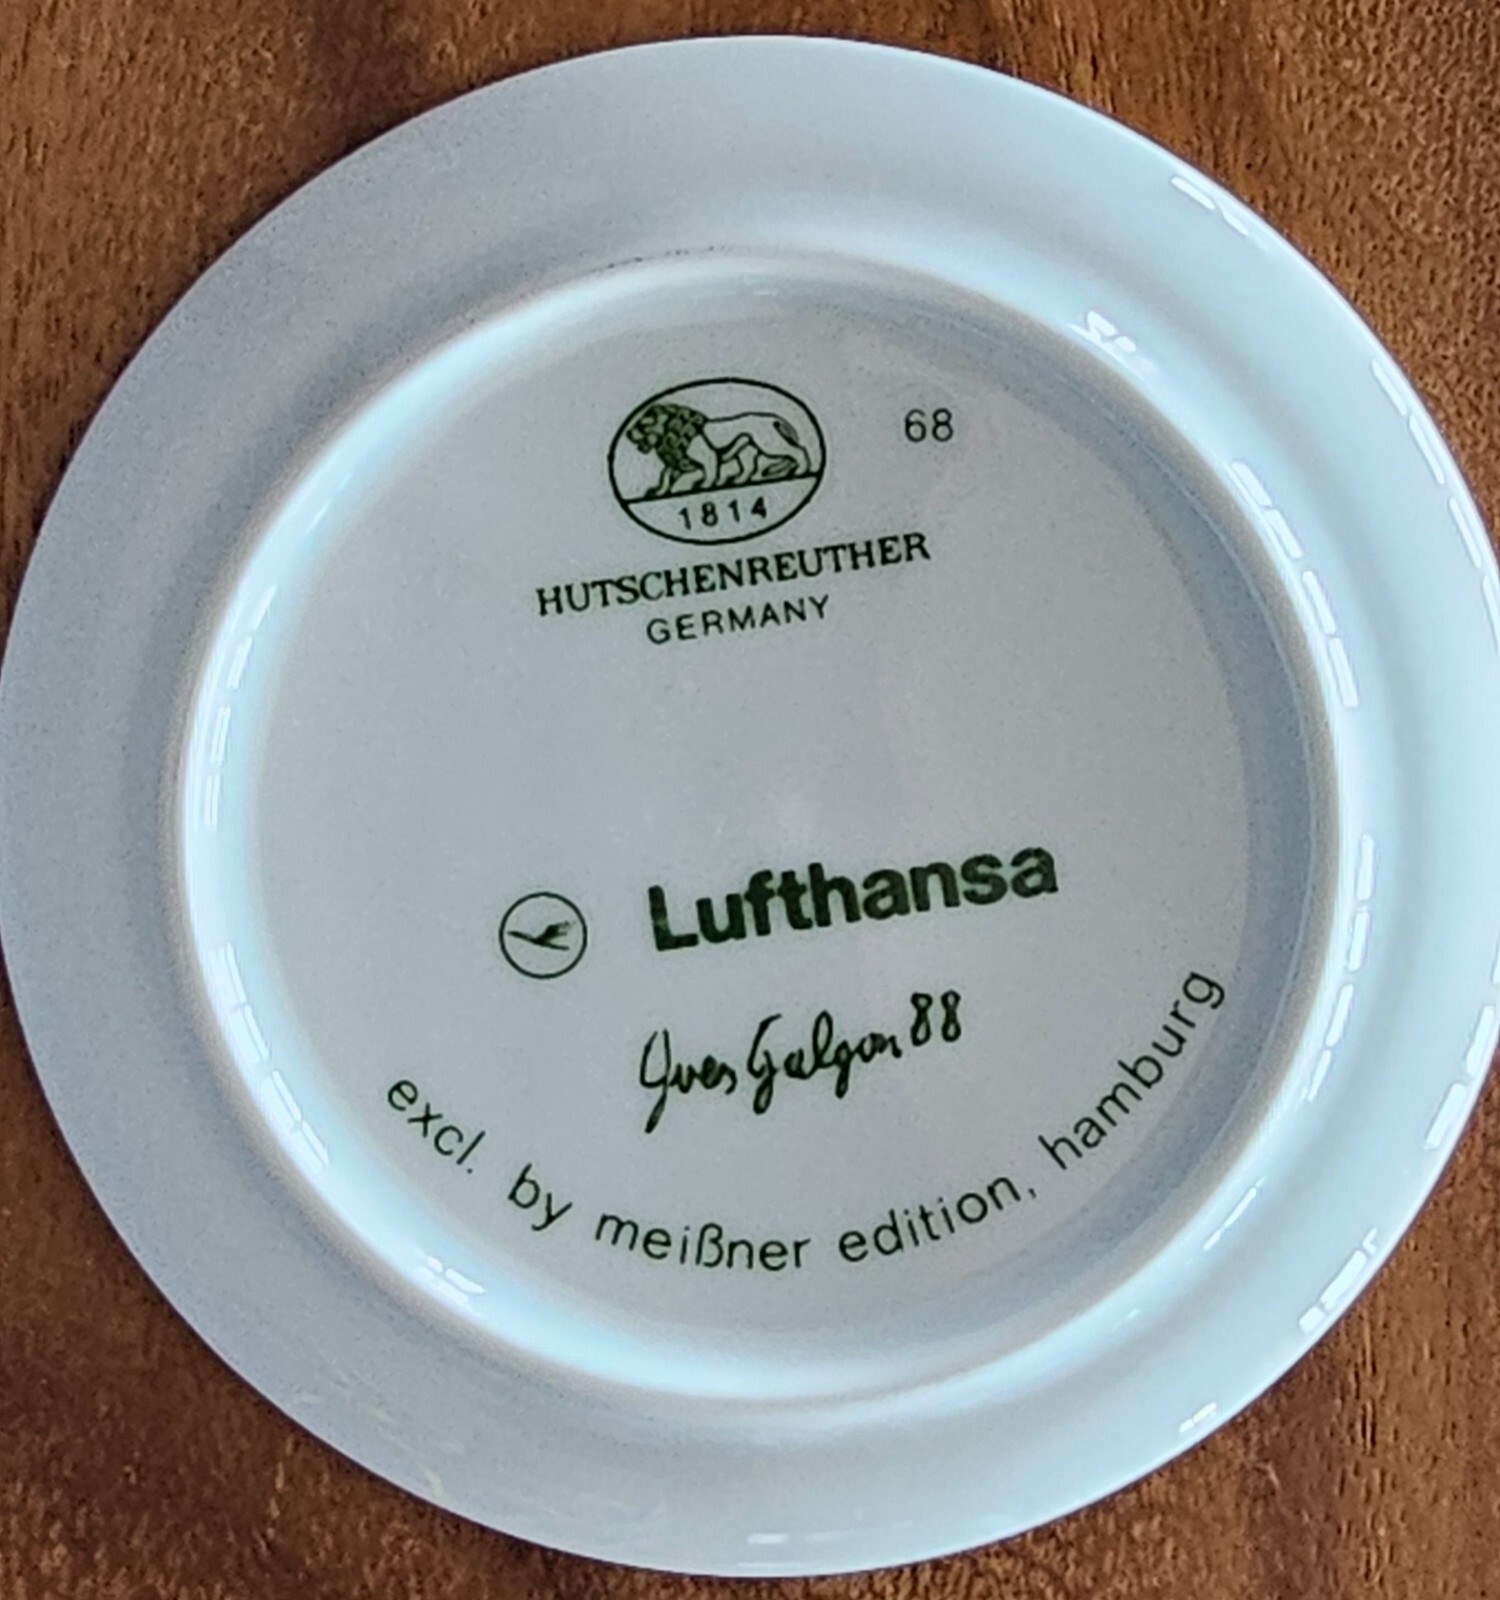 68
1814
HUTSCHENREUTHER
GERMANY
Lufthansa
Yves Galgon 88
excl. by meißner edition, hamburg